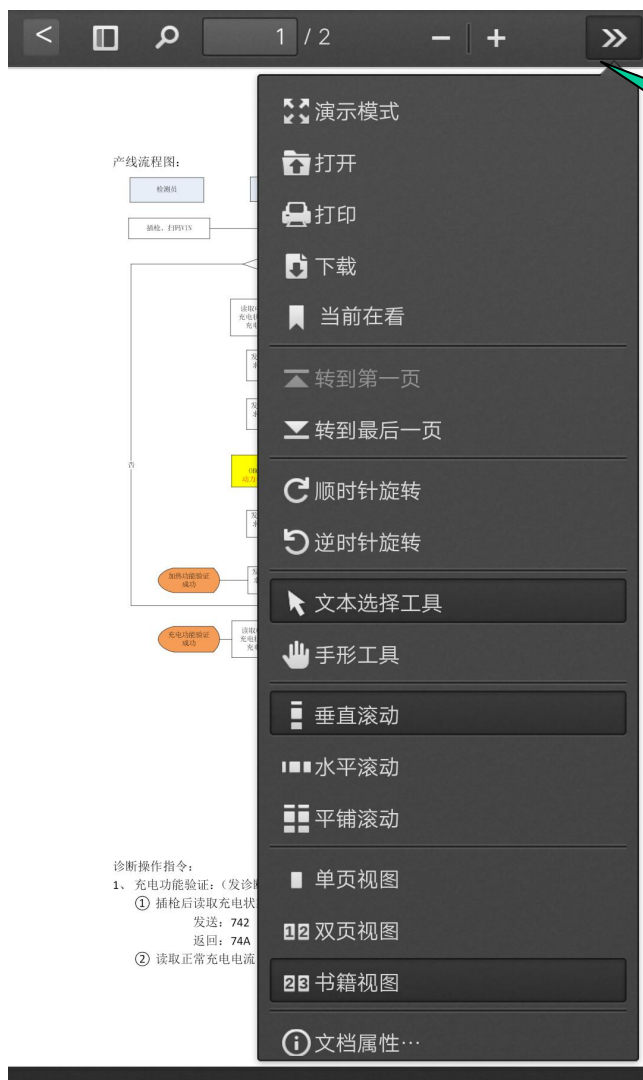 1 / 2
演示模式
打开
打印
下载
当前在看
转到第一页
转到最后一页
顺时针旋转
逆时针旋转
文本选择工具
手形工具
垂直滚动
水平滚动
平铺滚动
单页视图
12 双页视图
23 书籍视图
文档属性…
产线流程图:
检测员
插枪、扫码VIN
否
加热功能验证
成功
充电功能验证
成功
诊断操作指令:
1、 充电功能验证:(发诊
① 插枪后读取充电状
发送:742
返回:74A
② 读取正常充电电流